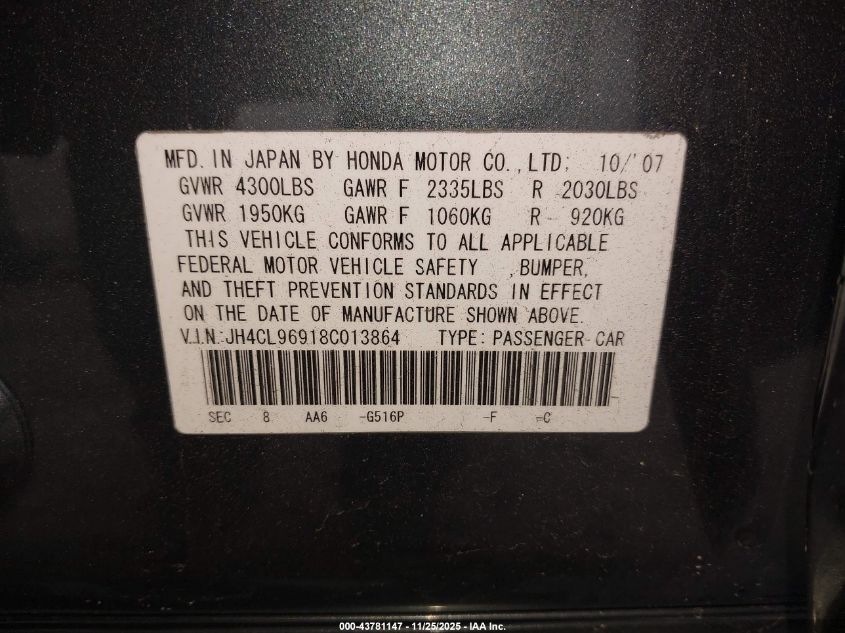 MFD. IN JAPAN BY HONDA MOTOR CO., LTD; 10/'07
GVWR 4300LBS GAWR F 2335LBS R 2030LBS
GVWR 1950KG GAWR F 1060KG R 920KG
THIS VEHICLE CONFORMS TO ALL APPLICABLE
FEDERAL MOTOR VEHICLE SAFETY ,BUMPER,
AND THEFT PREVENTION STANDARDS IN EFFECT
ON THE DATE OF MANUFACTURE SHOWN ABOVE.
V.I.N.:JH4CL96918C013864 TYPE: PASSENGER CAR
SEC 8 AA6 -G516P -F =C
000-43781147 - 11/25/2025 - IAA Inc.